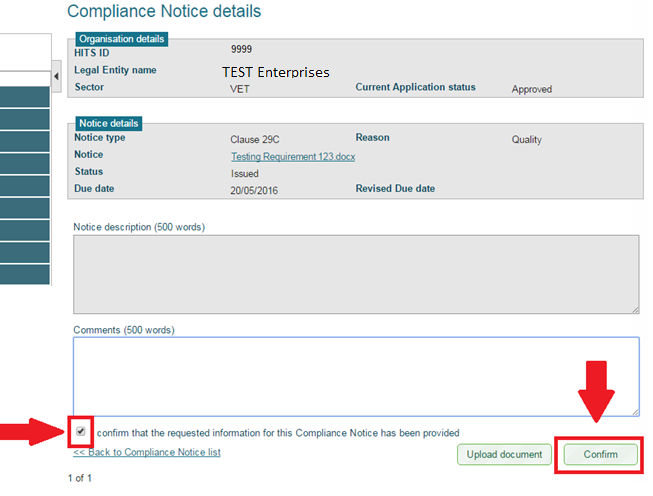 Compliance Notice details
Organisation details
HITS ID 9999
Legal Entity name TEST Enterprises
Sector VET Current Application status Approved
Notice details
Notice type Clause 29C Reason Quality
Notice Testing Requirement 123.docx
Status Issued
Due date 20/05/2016 Revised Due date
Notice description (500 words)
Comments (500 words)
confirm that the requested information for this Compliance Notice has been provided
<< Back to Compliance Notice list Upload document Confirm
1 of 1